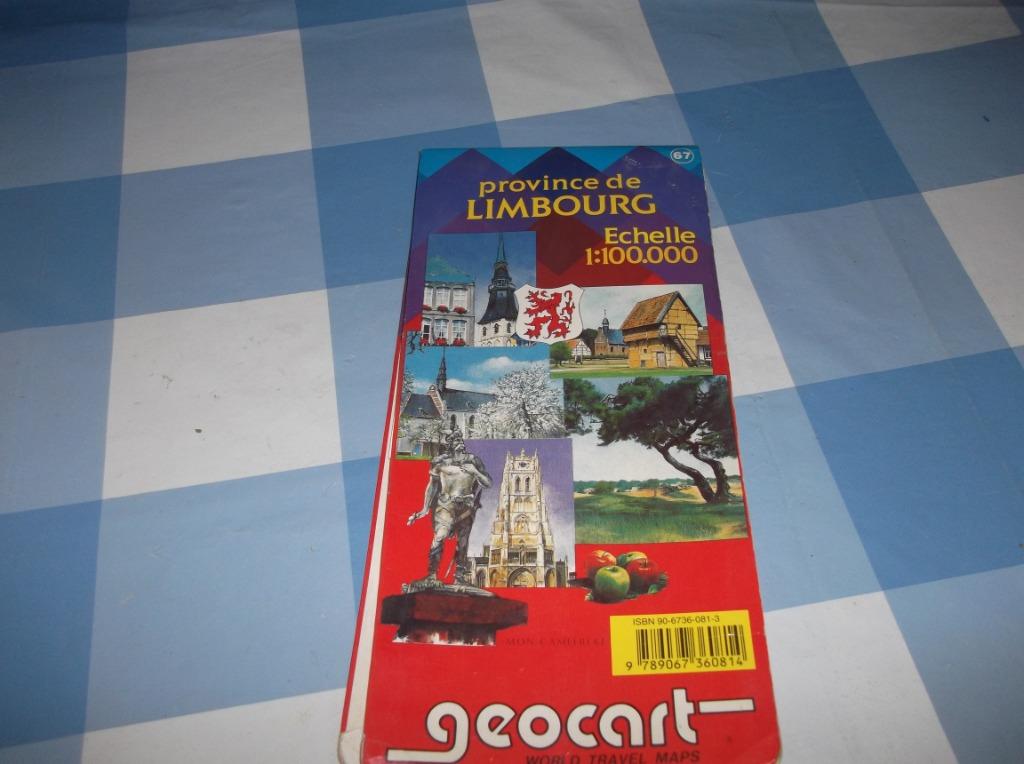 67
province de
LIMBOURG
Echelle
1:100.000
ISBN 90-6736-081-3
9 789067 360814
geocart
WORLD TRAVEL MAPS